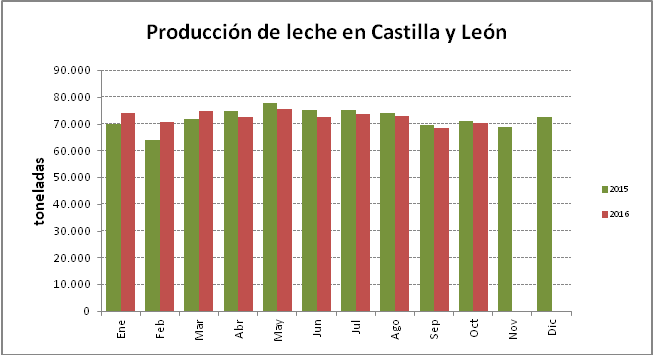 Producción de leche en Castilla y León
90.000
80.000
70.000
60.000
50.000
40.000
30.000
20.000
10.000
0
toneladas
Ene
Feb
Mar
Abr
May
Jun
Jul
Ago
Sep
Oct
Nov
Dic
2015
2016